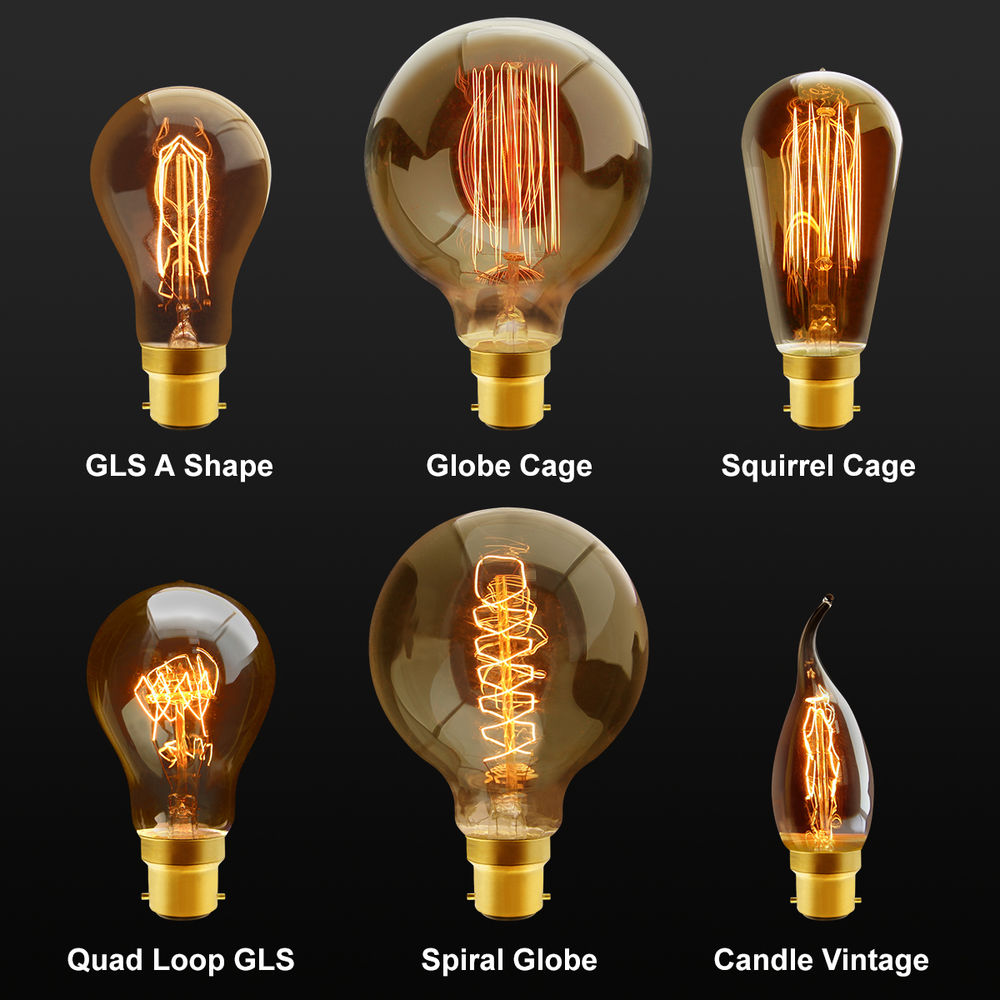 GLS A Shape
Globe Cage
Squirrel Cage
Quad Loop GLS
Spiral Globe
Candle Vintage